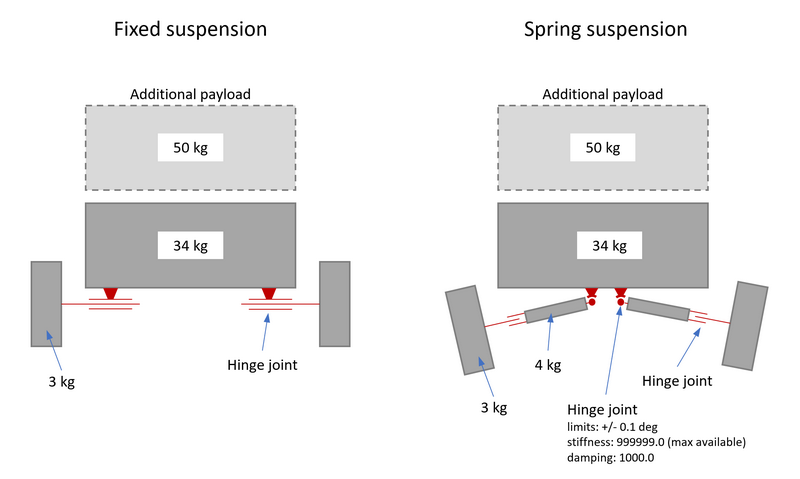 Fixed suspension
Additional payload
50 kg
34 kg
Hinge joint
3 kg
Spring suspension
Additional payload
50 kg
34 kg
4 kg
3 kg
Hinge joint
Hinge joint
limits: +/- 0.1 deg
stiffness: 999999.0 (max available)
damping: 1000.0